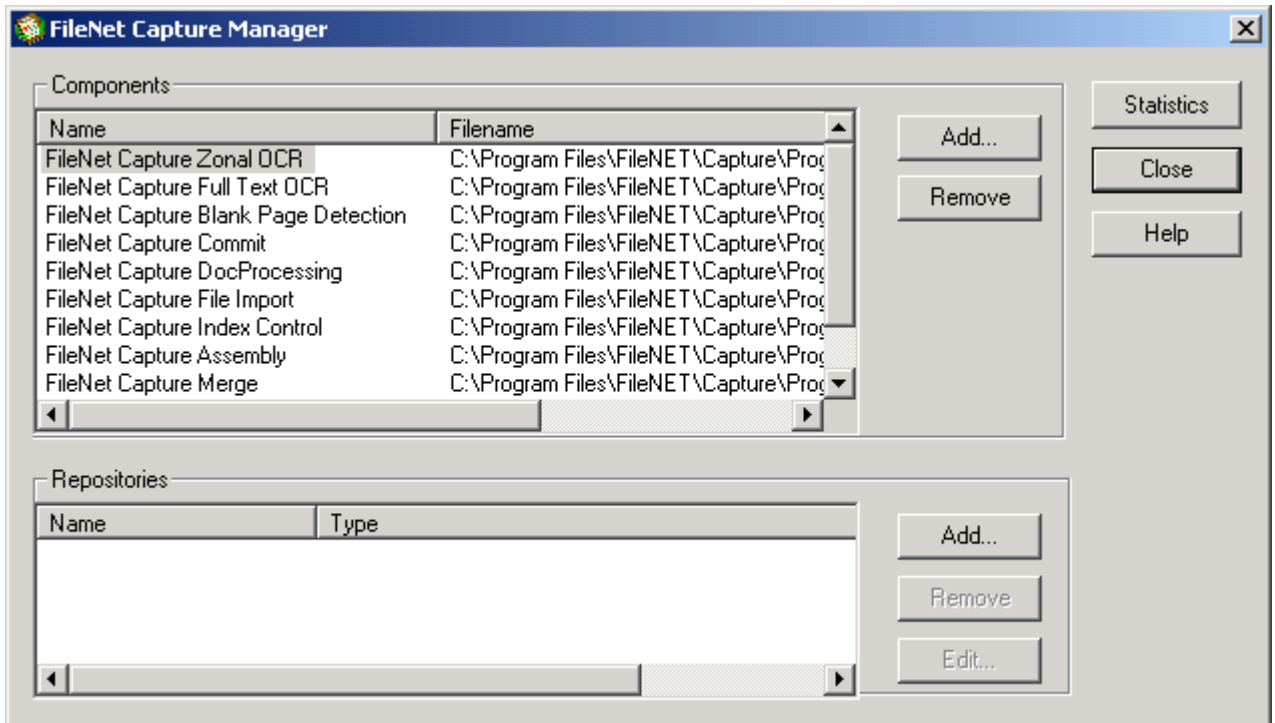 FileNet Capture Manager
Components
Name Filename
FileNet Capture Zonal OCR C:\Program Files\FileNET\Capture\Prog
FileNet Capture Full Text OCR C:\Program Files\FileNET\Capture\Prog
FileNet Capture Blank Page Detection C:\Program Files\FileNET\Capture\Prog
FileNet Capture Commit C:\Program Files\FileNET\Capture\Prog
FileNet Capture DocProcessing C:\Program Files\FileNET\Capture\Prog
FileNet Capture File Import C:\Program Files\FileNET\Capture\Prog
FileNet Capture Index Control C:\Program Files\FileNET\Capture\Prog
FileNet Capture Assembly C:\Program Files\FileNET\Capture\Prog
FileNet Capture Merge C:\Program Files\FileNET\Capture\Prog
Add...
Remove
Statistics
Close
Help
Repositories
Name Type
Add...
Remove
Edit...